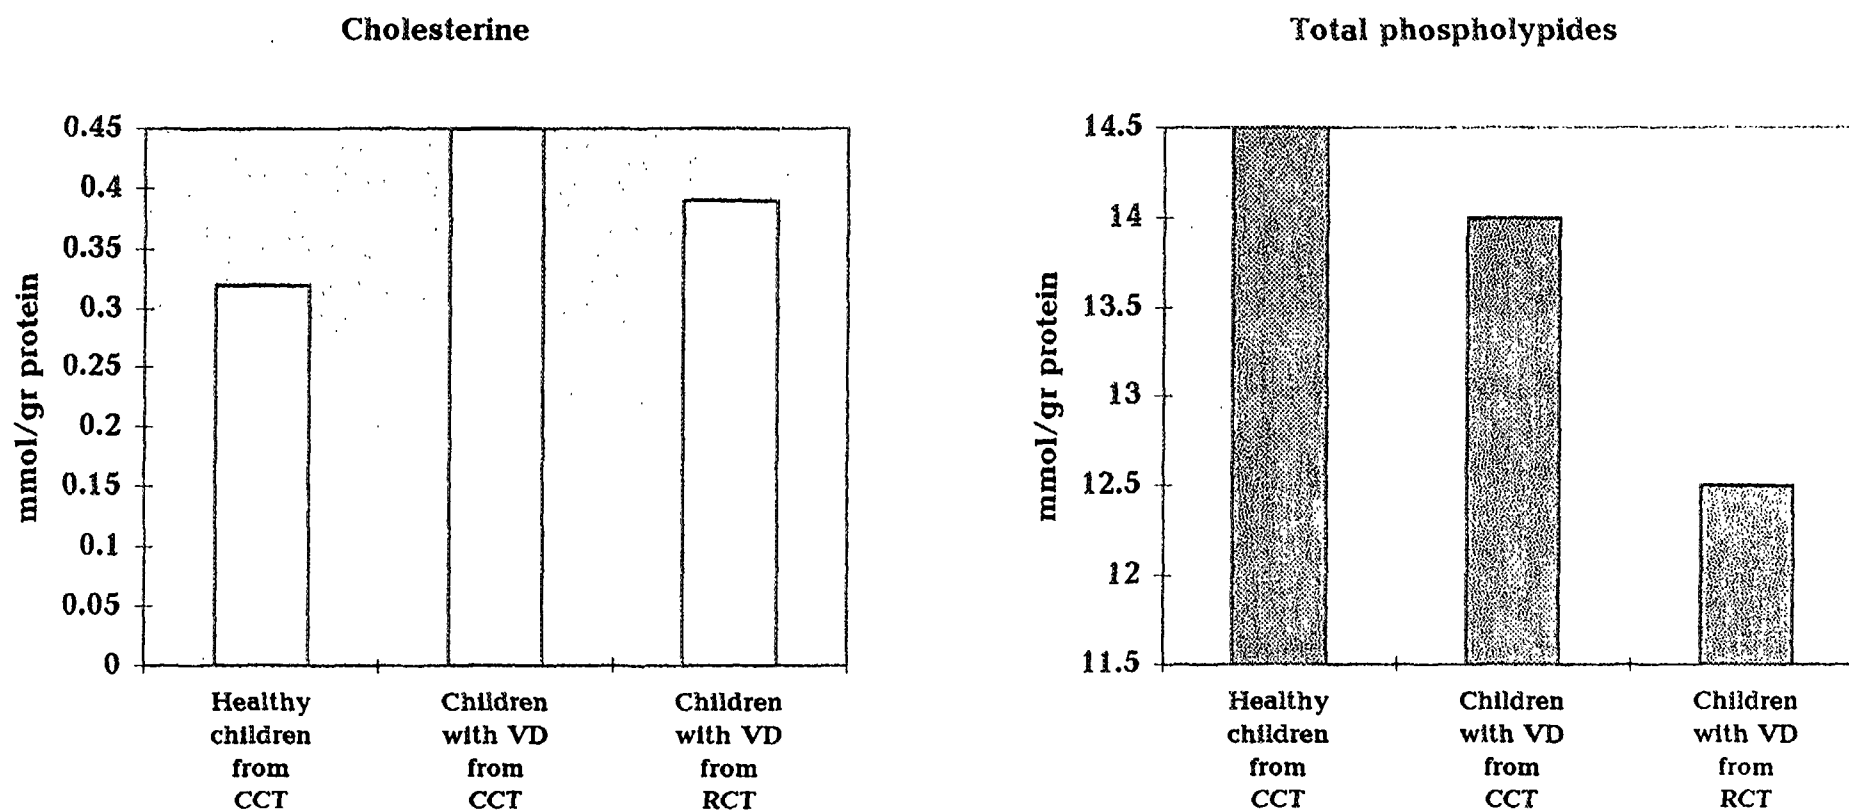 Cholesterine
0.45
0.4
0.35
0.3
0.25
0.2
0.15
0.1
0.05
0
mmol/gr protein
Healthy
children
from
CCT
Children
with VD
from
CCT
Children
with VD
from
RCT
Total phospholypides
14.5
14
13.5
13
12.5
12
11.5
mmol/gr protein
Healthy
children
from
CCT
Children
with VD
from
CCT
Children
with VD
from
RCT